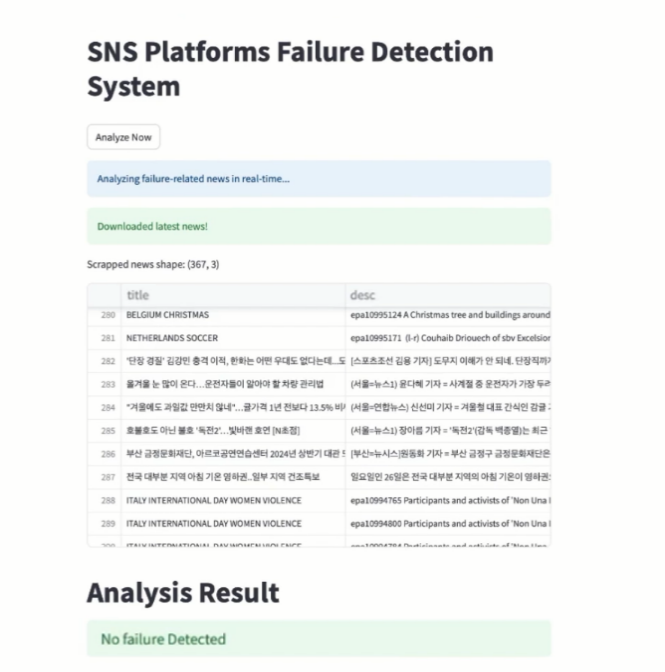 SNS Platforms Failure Detection
System
Analyze Now
Analyzing failure-related news in real-time...
Downloaded latest news!
Scrapped news shape: (367, 3)
title desc
280 BELGIUM CHRISTMAS epa10995124 A Christmas tree and buildings around
281 NETHERLANDS SOCCER epa10995171 (l-r) Couhaib Driouech of sbv Excelsior
282 '단장 경질' 김강민 충격 이적, 한화는 어떤 우대도 없다는데...도 [스포츠조선 김용 기자] 도무지 이해가 안 되네. 단장직까지
283 올겨울 눈 많이 온다…운전자들이 알아야 할 차량 관리법 (서울=뉴스1) 윤다혜 기자 = 사계절 중 운전자가 가장 두려
284 "겨울에도 과일값 만만치 않네"…귤가격 1년 전보다 13.5% 비 (서울=연합뉴스) 신선미 기자 = 겨울철 대표 간식인 감귤
285 호불호도 아닌 불호 '독전2'…빛바랜 호연 [N초점] (서울=뉴스1) 장아름 기자 = '독전2'(감독 백종열)는 최근
286 부산 금정문화재단, 아르코공연연습센터 2024년 상반기 대관 [부산=뉴시스]원동화 기자 = 부산 금정구 금정문화재단은
287 전국 대부분 지역 아침 기온 영하권..일부 지역 건조특보 일요일인 26일은 전국 대부분 지역의 아침 기온이 영하권
288 ITALY INTERNATIONAL DAY WOMEN VIOLENCE epa10994765 Participants and activists of 'Non Una
289 ITALY INTERNATIONAL DAY WOMEN VIOLENCE epa10994800 Participants and activists of 'Non Una
ITALY INTERNATIONAL DAY WOMEN VIOLENCE
Analysis Result
No failure Detected